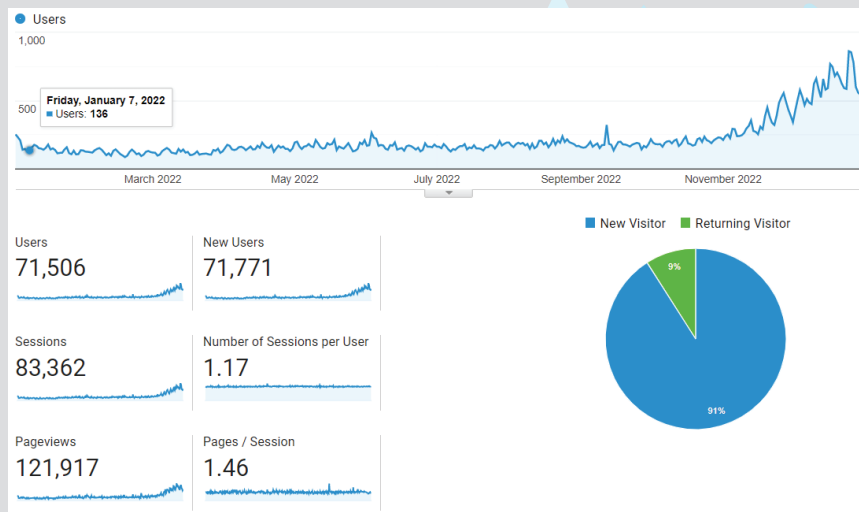 Users
1,000
500
Friday, January 7, 2022
Users: 136
March 2022
May 2022
July 2022
September 2022
November 2022
New Visitor
Returning Visitor
Users
71,506
New Users
71,771
Sessions
83,362
Number of Sessions per User
1.17
Pageviews
121,917
Pages / Session
1.46
9%
91%